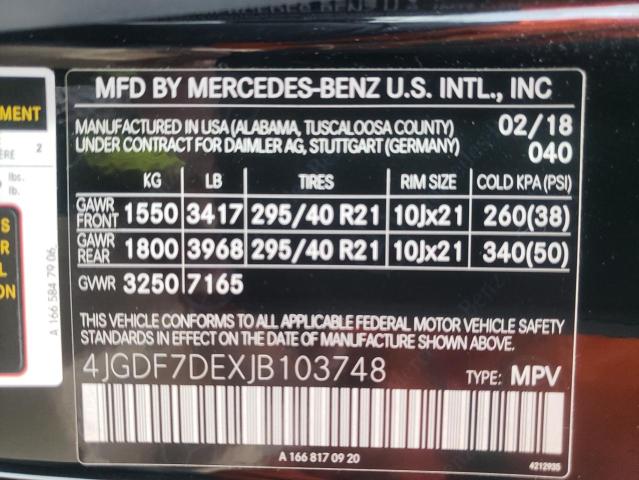 MFD BY MERCEDES-BENZ U.S. INTL., INC
MANUFACTURED IN USA (ALABAMA, TUSCALOOSA COUNTY) 02/18
UNDER CONTRACT FOR DAIMLER AG, STUTTGART (GERMANY) 040
KG LB TIRES RIM SIZE COLD KPA (PSI)
GAWR FRONT 1550 3417 295/40 R21 10Jx21 260(38)
GAWR REAR 1800 3968 295/40 R21 10Jx21 340(50)
GVWR 3250 7165
THIS VEHICLE CONFORMS TO ALL APPLICABLE FEDERAL MOTOR VEHICLE SAFETY
STANDARDS IN EFFECT ON THE DATE OF MANUFACTURE SHOWN ABOVE.
4JGDF7DEXJB103748 TYPE: MPV
A 166 817 09 20 4212935
MENT
2
lbs.
lb.
A 166 584 79 06